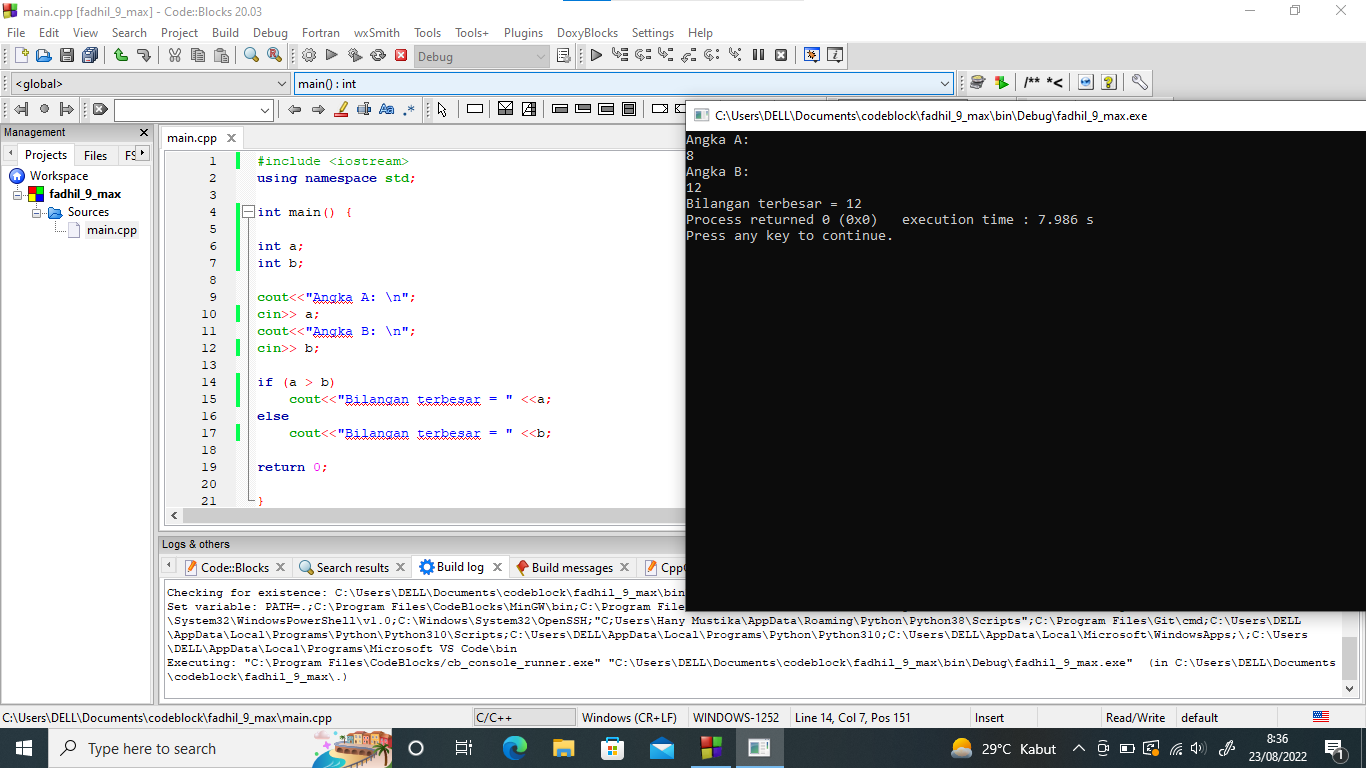 main.cpp [fadhil_9_max] - Code::Blocks 20.03
File Edit View Search Project Build Debug Fortran wxSmith Tools Tools+ Plugins DoxyBlocks Settings Help
Debug
<global>
main() : int
/** *<
Management
Projects Files FS
Workspace
fadhil_9_max
Sources
main.cpp
main.cpp
1 #include <iostream>
2 using namespace std;
3
4 int main() {
5
6 int a;
7 int b;
8
9 cout<<"Angka A: \n";
10 cin>> a;
11 cout<<"Angka B: \n";
12 cin>> b;
13
14 if (a > b)
15 cout<<"Bilangan terbesar = " <<a;
16 else
17 cout<<"Bilangan terbesar = " <<b;
18
19 return 0;
20
21 }
C:\Users\DELL\Documents\codeblock\fadhil_9_max\bin\Debug\fadhil_9_max.exe
Angka A:
8
Angka B:
12
Bilangan terbesar = 12
Process returned 0 (0x0)   execution time : 7.986 s
Press any key to continue.
Logs & others
Code::Blocks Search results Build log Build messages CppC
Checking for existence: C:\Users\DELL\Documents\codeblock\fadhil_9_max\bin
Set variable: PATH=.;C:\Program Files\CodeBlocks\MinGW\bin;C:\Program File
\System32\WindowsPowerShell\v1.0;C:\Windows\System32\OpenSSH;"C;Users\Hany Mustika\AppData\Roaming\Python\Python38\Scripts";C:\Program Files\Git\cmd;C:\Users\DELL
\AppData\Local\Programs\Python\Python310\Scripts;C:\Users\DELL\AppData\Local\Programs\Python\Python310;C:\Users\DELL\AppData\Local\Microsoft\WindowsApps;\;C:\Users
\DELL\AppData\Local\Programs\Microsoft VS Code\bin
Executing: "C:\Program Files\CodeBlocks/cb_console_runner.exe" "C:\Users\DELL\Documents\codeblock\fadhil_9_max\bin\Debug\fadhil_9_max.exe"  (in C:\Users\DELL\Documents
\codeblock\fadhil_9_max\.)
C:\Users\DELL\Documents\codeblock\fadhil_9_max\main.cpp C/C++ Windows (CR+LF) WINDOWS-1252 Line 14, Col 7, Pos 151 Insert Read/Write default
Type here to search
29°C Kabut
8:36
23/08/2022
1